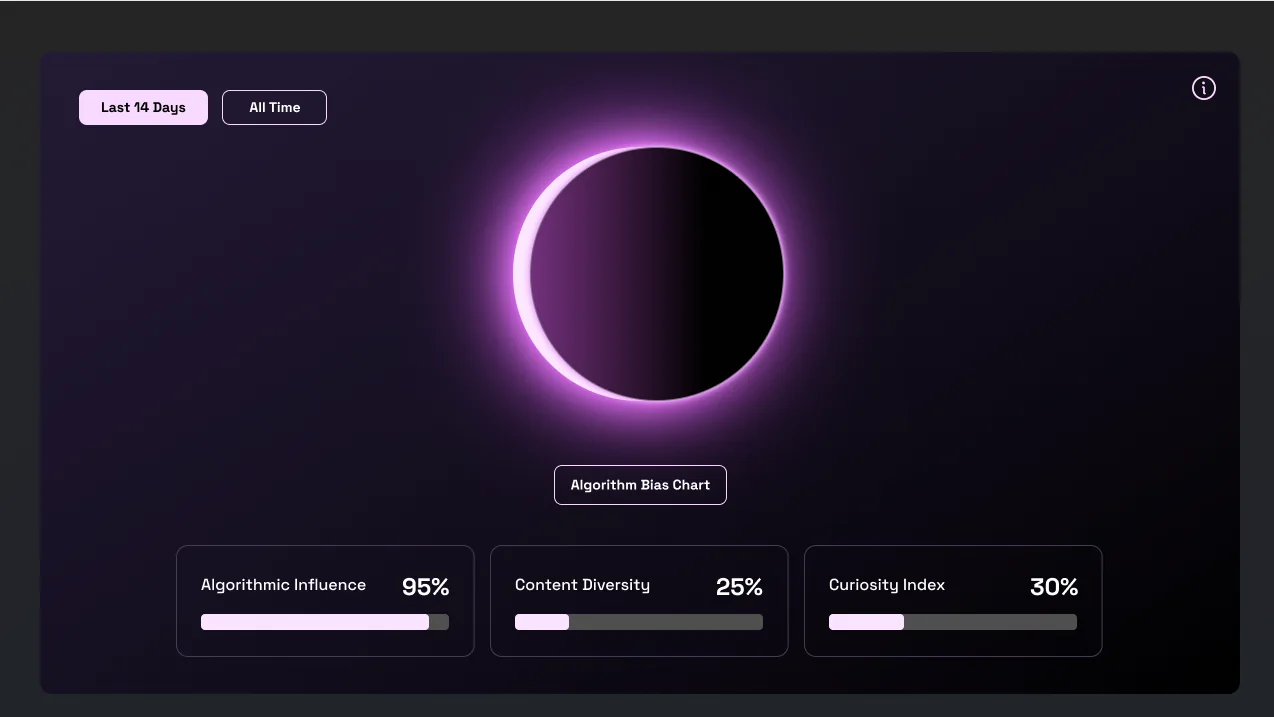 Last 14 Days
All Time
Algorithm Bias Chart
Algorithmic Influence 95%
Content Diversity 25%
Curiosity Index 30%